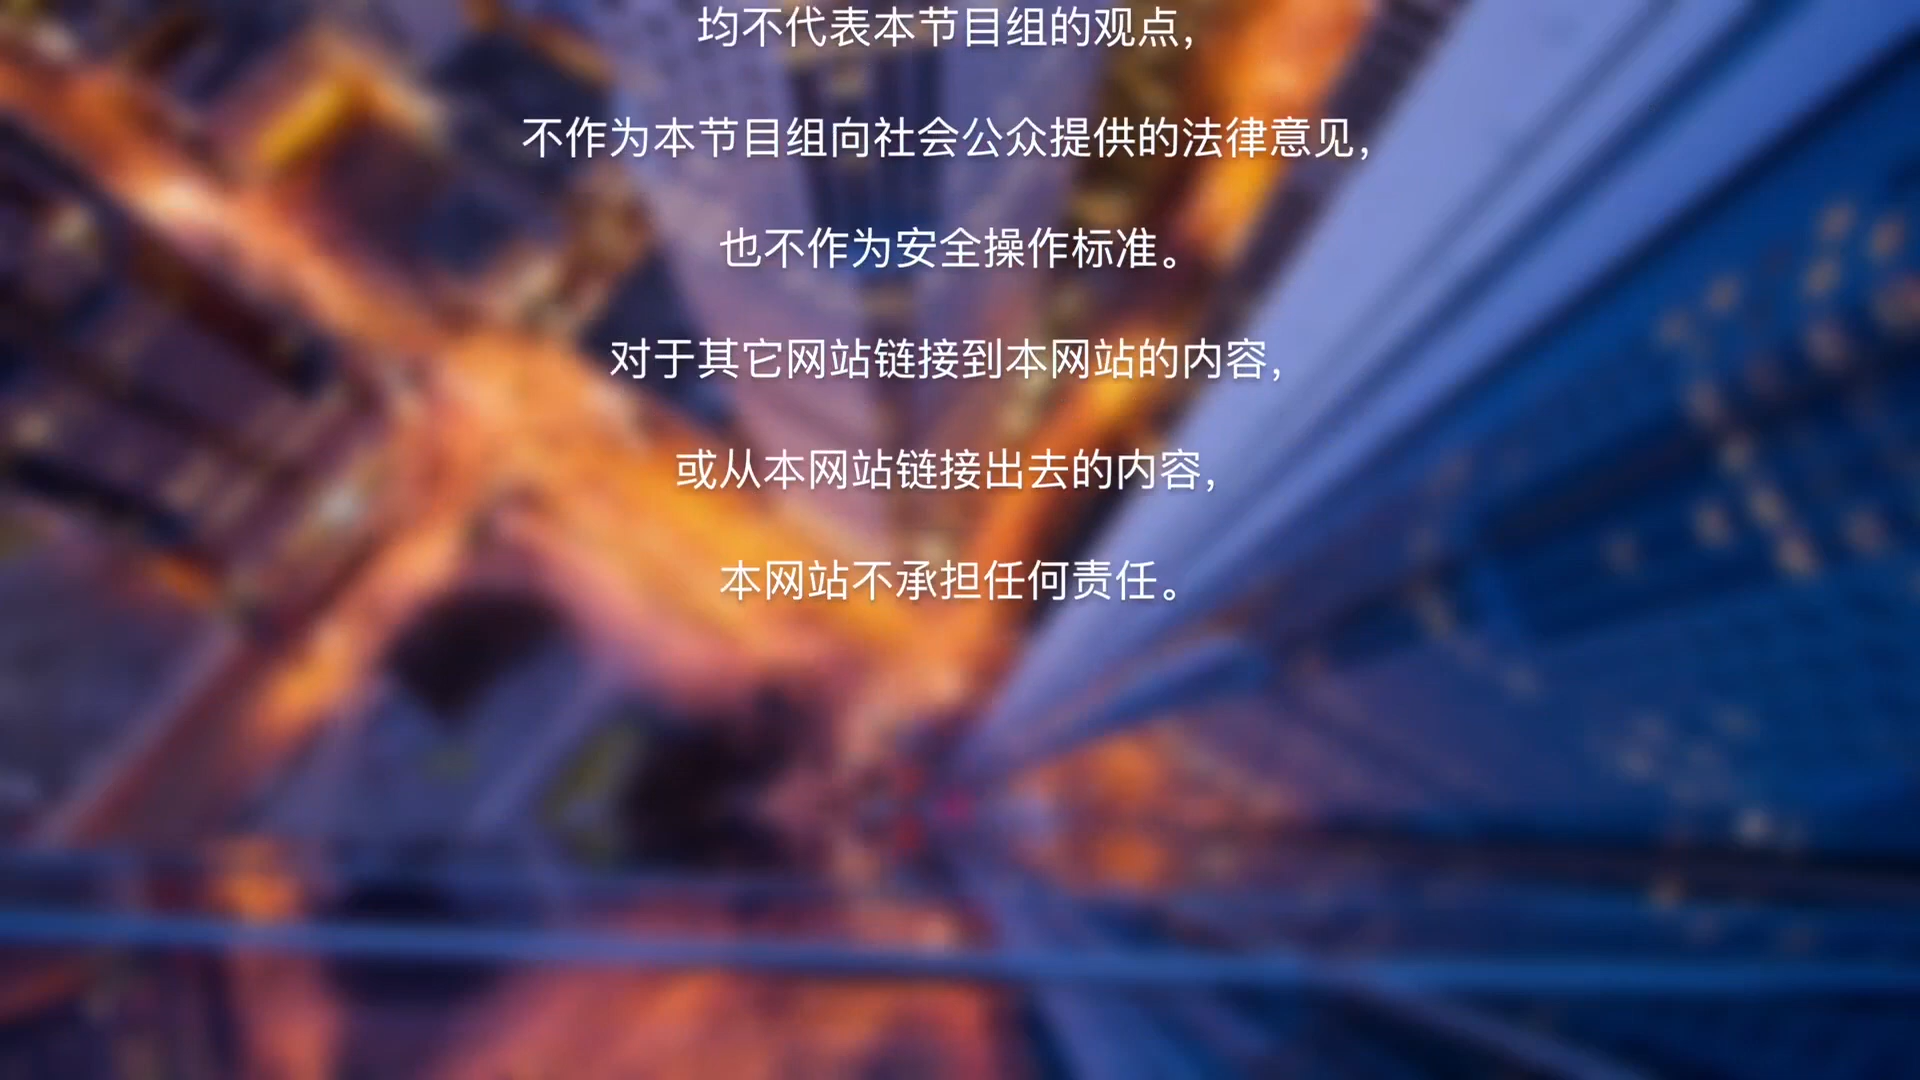 均不代表本节目组的观点，
不作为本节目组向社会公众提供的法律意见，
也不作为安全操作标准。
对于其它网站链接到本网站的内容，
或从本网站链接出去的内容，
本网站不承担任何责任。